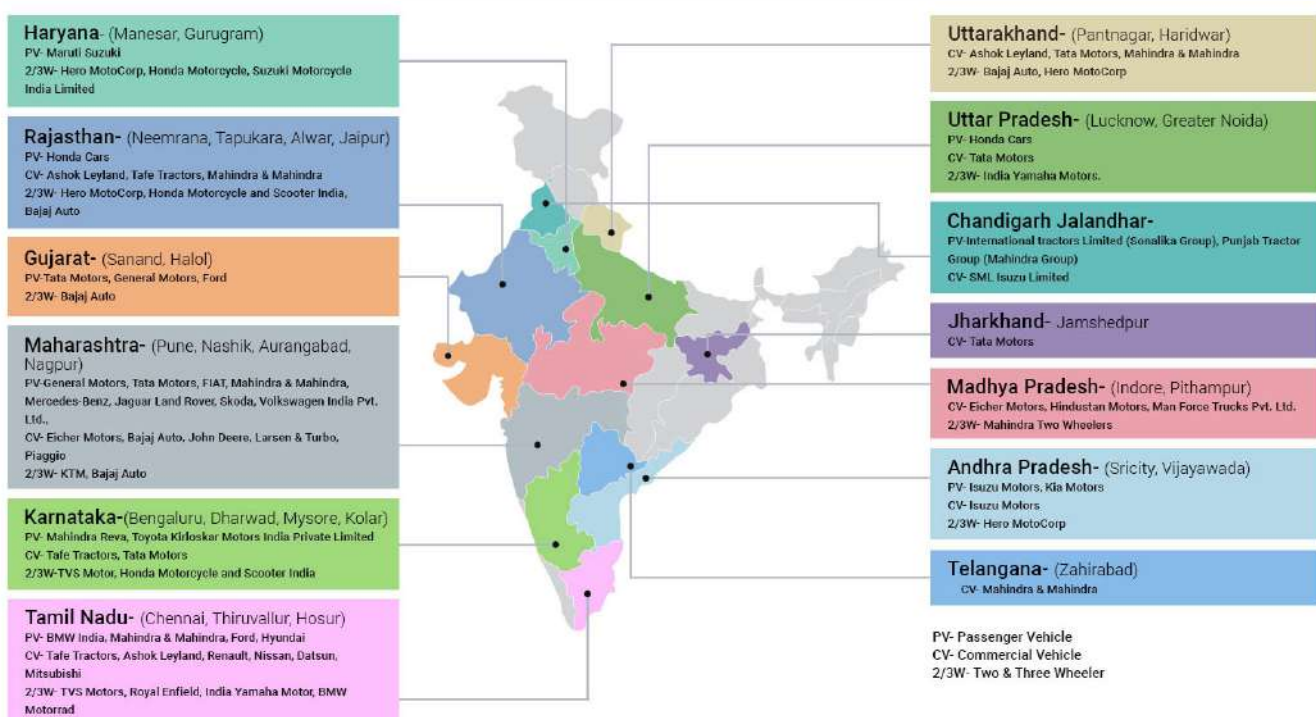 Haryana- (Manesar, Gurugram)
PV- Maruti Suzuki
2/3W- Hero MotoCorp, Honda Motorcycle, Suzuki Motorcycle
India Limited
Rajasthan- (Neemrana, Tapukara, Alwar, Jaipur)
PV- Honda Cars
CV- Ashok Leyland, Tafe Tractors, Mahindra & Mahindra
2/3W- Hero MotoCorp, Honda Motorcycle and Scooter India,
Bajaj Auto
Gujarat- (Sanand, Halol)
PV-Tata Motors, General Motors, Ford
2/3W- Bajaj Auto
Maharashtra- (Pune, Nashik, Aurangabad,
Nagpur)
PV-General Motors, Tata Motors, FIAT, Mahindra & Mahindra,
Mercedes-Benz, Jaguar Land Rover, Skoda, Volkswagen India Pvt.
Ltd.,
CV- Eicher Motors, Bajaj Auto, John Deere, Larsen & Turbo,
Piaggio
2/3W- KTM, Bajaj Auto
Karnataka-(Bengaluru, Dharwad, Mysore, Kolar)
PV- Mahindra Reva, Toyota Kirloskar Motors India Private Limited
CV- Tafe Tractors, Tata Motors
2/3W-TVS Motor, Honda Motorcycle and Scooter India
Tamil Nadu- (Chennai, Thiruvallur, Hosur)
PV- BMW India, Mahindra & Mahindra, Ford, Hyundai
CV- Tafe Tractors, Ashok Leyland, Renault, Nissan, Datsun,
Mitsubishi
2/3W- TVS Motors, Royal Enfield, India Yamaha Motor, BMW
Motorrad
Uttarakhand- (Pantnagar, Haridwar)
CV- Ashok Leyland, Tata Motors, Mahindra & Mahindra
2/3W- Bajaj Auto, Hero MotoCorp
Uttar Pradesh- (Lucknow, Greater Noida)
PV- Honda Cars
CV- Tata Motors
2/3W- India Yamaha Motors.
Chandigarh Jalandhar-
PV-International tractors Limited (Sonalika Group), Punjab Tractor
Group (Mahindra Group)
CV- SML Isuzu Limited
Jharkhand- Jamshedpur
CV- Tata Motors
Madhya Pradesh- (Indore, Pithampur)
CV- Eicher Motors, Hindustan Motors, Man Force Trucks Pvt. Ltd.
2/3W- Mahindra Two Wheelers
Andhra Pradesh- (Sricity, Vijayawada)
PV- Isuzu Motors, Kia Motors
CV- Isuzu Motors
2/3W- Hero MotoCorp
Telangana- (Zahirabad)
CV- Mahindra & Mahindra
PV- Passenger Vehicle
CV- Commercial Vehicle
2/3W- Two & Three Wheeler